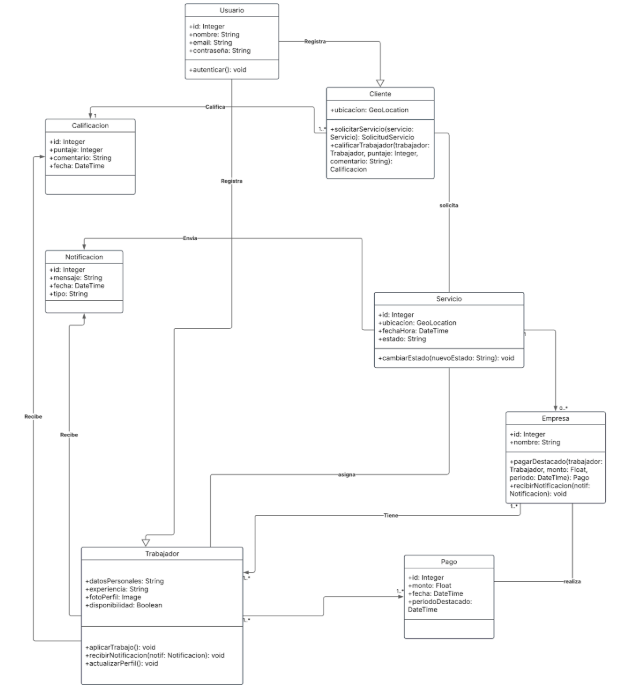 Usuario
+id: Integer
+nombre: String
+email: String
+contraseña: String
+autenticar(): void
Registra
Cliente
+ubicacion: GeoLocation
+solicitarServicio(servicio:
Servicio): SolicitudServicio
+calificarTrabajador(trabajador:
Trabajador, puntaje: Integer,
comentario: String):
Calificacion
Califica
1
1..*
Calificacion
+id: Integer
+puntaje: Integer
+comentario: String
+fecha: DateTime
Registra
solicita
Envia
Notificacion
+id: Integer
+mensaje: String
+fecha: DateTime
+tipo: String
Servicio
+id: Integer
+ubicacion: GeoLocation
+fechaHora: DateTime
+estado: String
+cambiarEstado(nuevoEstado: String): void
1
0..*
Empresa
+id: Integer
+nombre: String
+pagarDestacado(trabajador:
Trabajador, monto: Float,
periodo: DateTime): Pago
+recibirNotificacion(notif:
Notificacion): void
1..*
Recibe
Recibe
asigna
Tiene
Trabajador
+datosPersonales: String
+experiencia: String
+fotoPerfil: Image
+disponibilidad: Boolean
+aplicarTrabajo(): void
+recibirNotificacion(notif: Notificacion): void
+actualizarPerfil(): void
1..*
1..*
1..*
Pago
+id: Integer
+monto: Float
+fecha: DateTime
+periodoDestacado:
DateTime
realiza